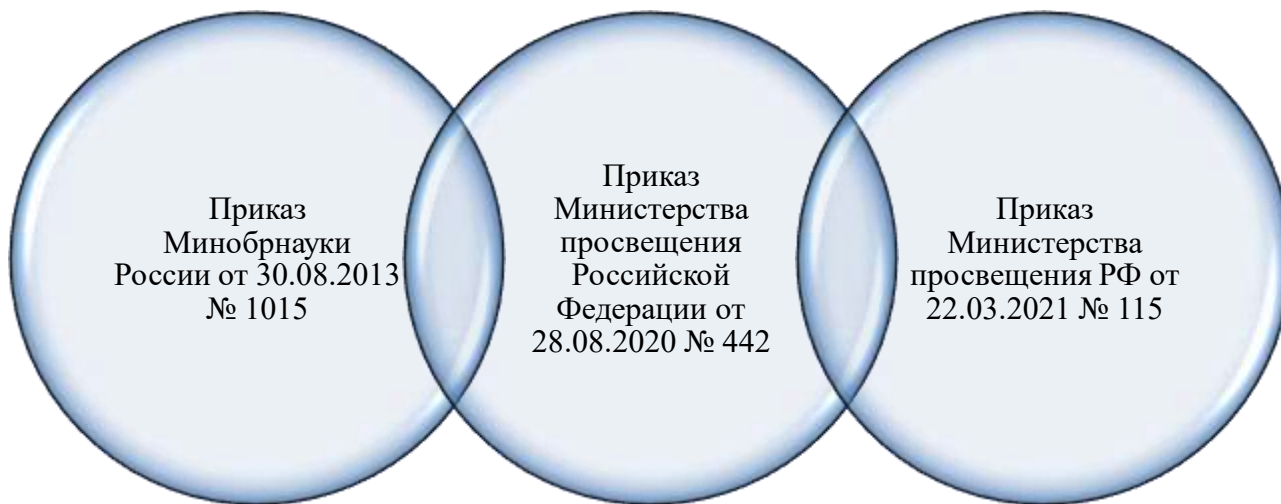 Приказ
Минобрнауки
России от 30.08.2013
№ 1015
Приказ
Министерства
просвещения
Российской
Федерации от
28.08.2020 № 442
Приказ
Министерства
просвещения РФ от
22.03.2021 № 115